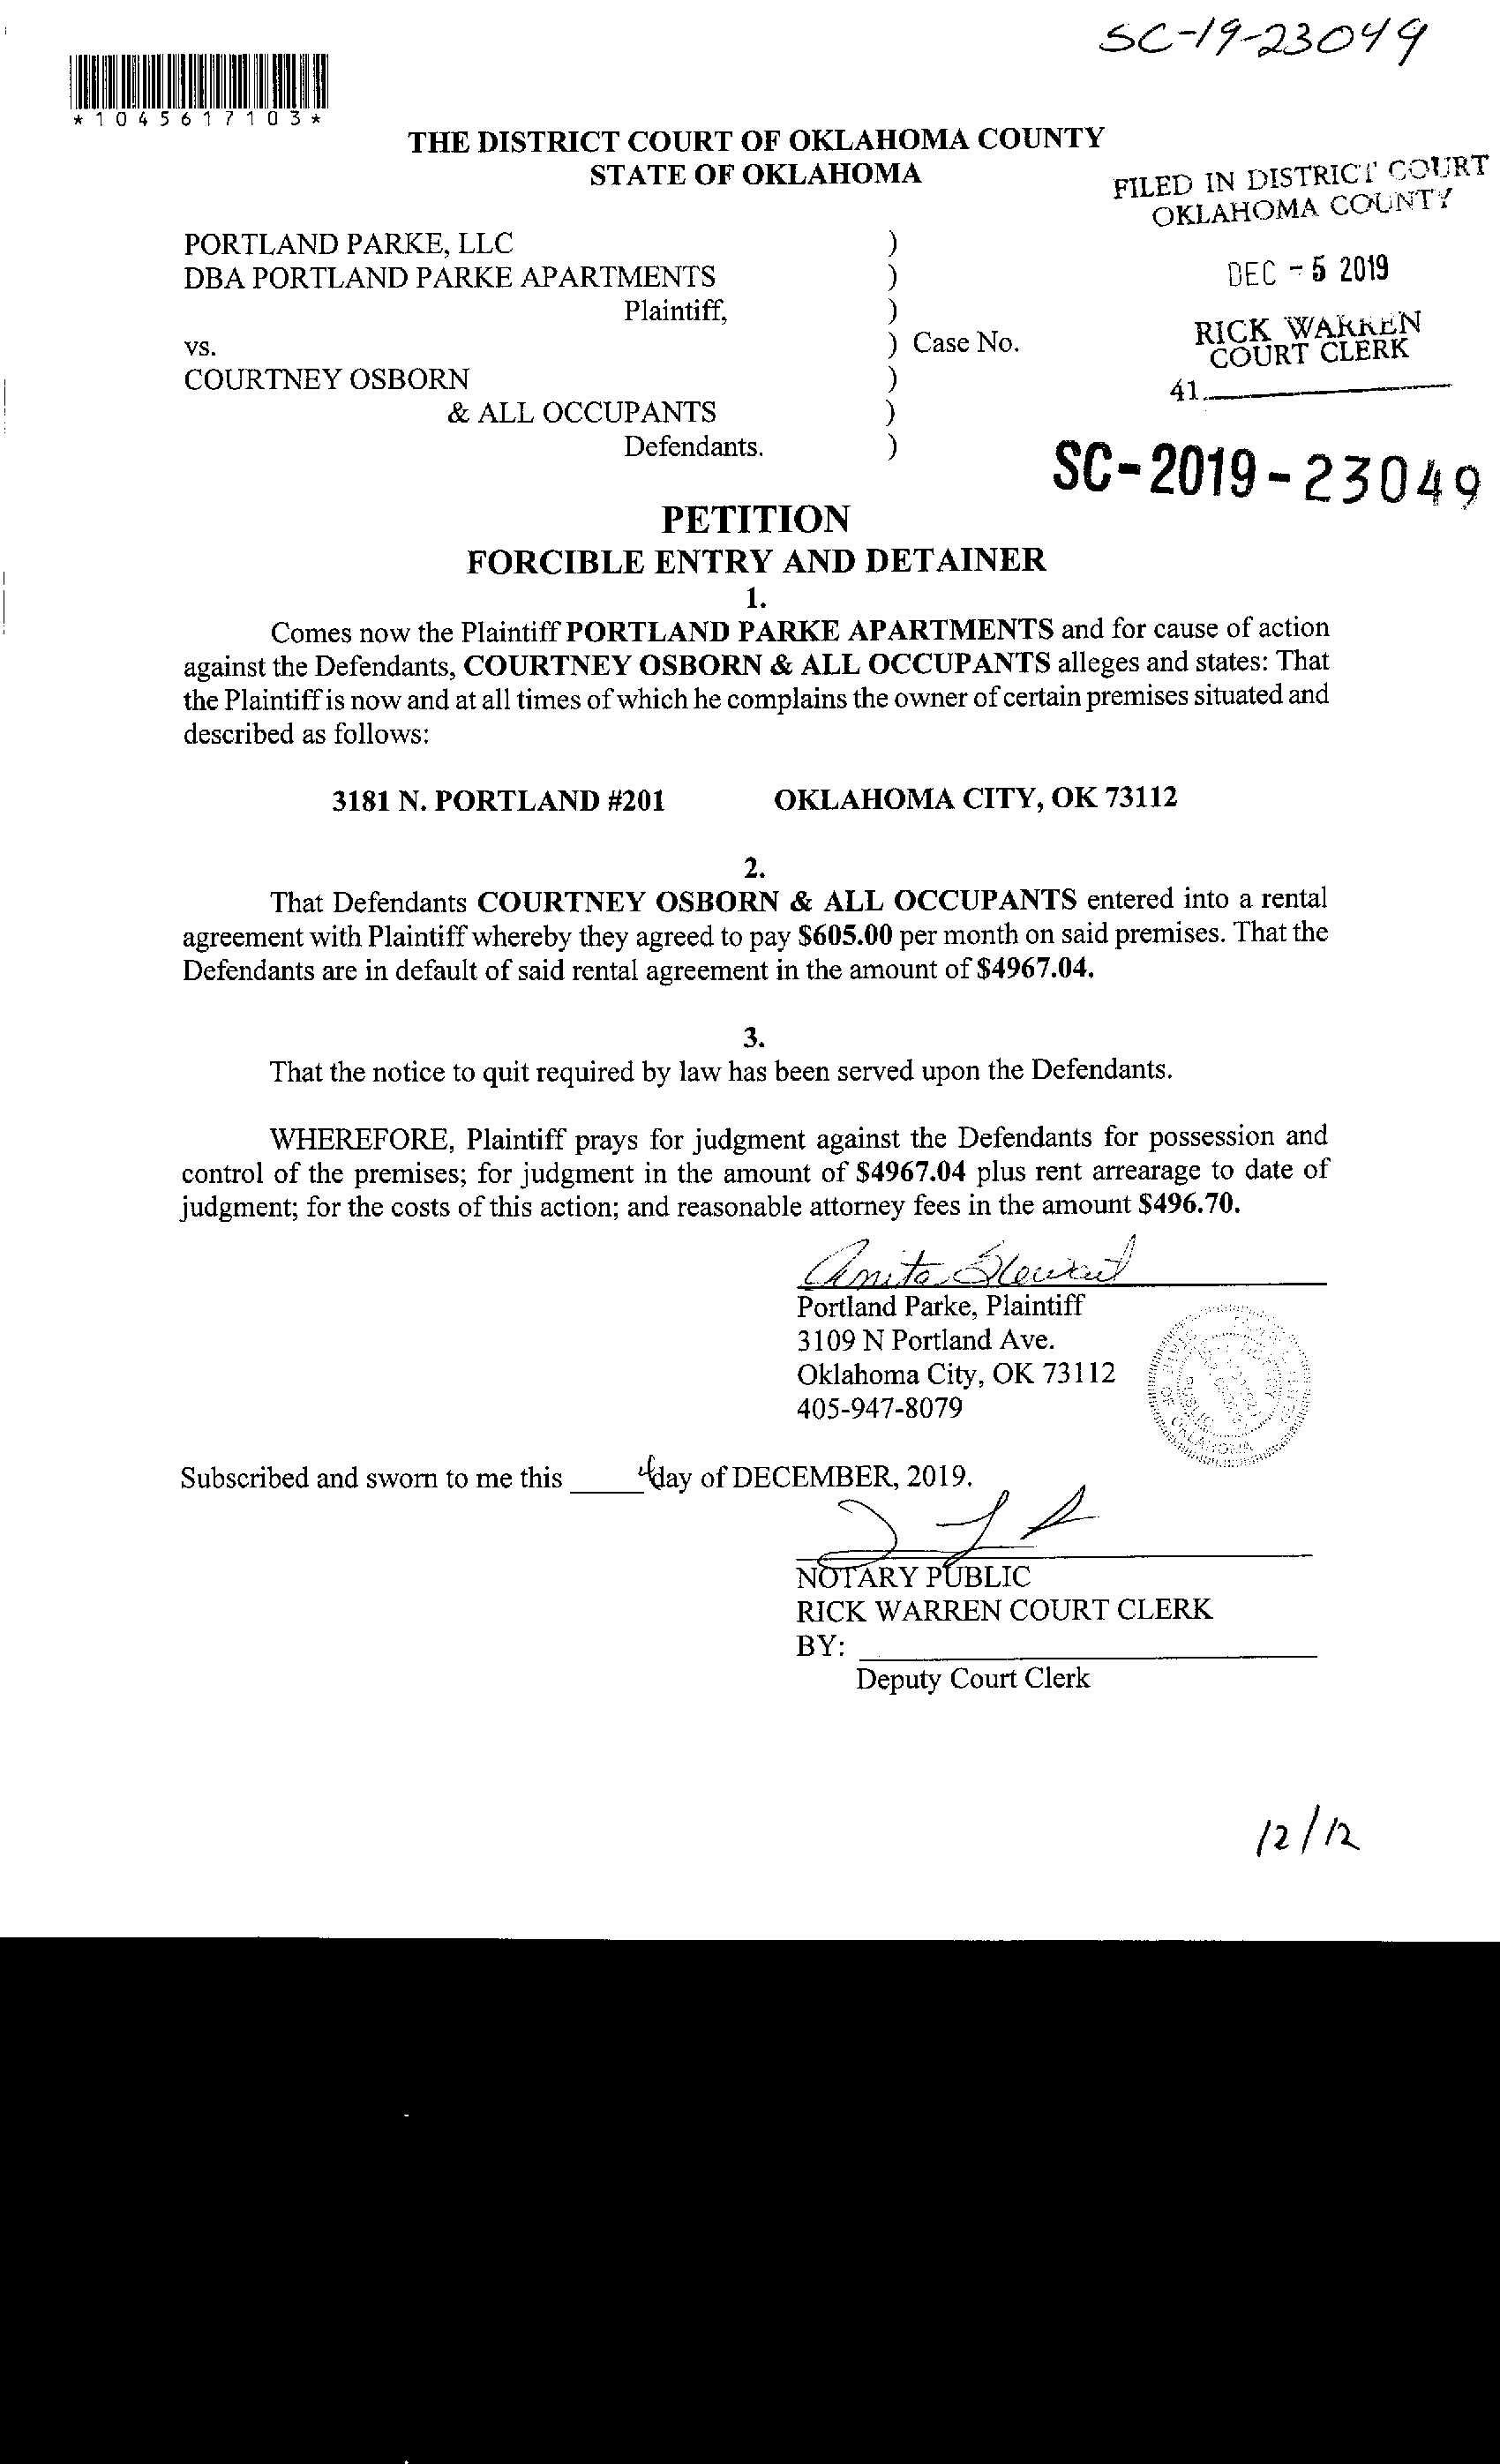 SC-19-23049
*1045617103*
THE DISTRICT COURT OF OKLAHOMA COUNTY
STATE OF OKLAHOMA
FILED IN DISTRICT COURT
OKLAHOMA COUNTY
PORTLAND PARKE, LLC )
DBA PORTLAND PARKE APARTMENTS )
DEC - 5 2019
Plaintiff, )
RICK WARREN
COURT CLERK
vs. ) Case No.
COURTNEY OSBORN )
41
& ALL OCCUPANTS )
Defendants. )
SC-2019-23049
PETITION
FORCIBLE ENTRY AND DETAINER
1.
Comes now the Plaintiff PORTLAND PARKE APARTMENTS and for cause of action
against the Defendants, COURTNEY OSBORN & ALL OCCUPANTS alleges and states: That
the Plaintiff is now and at all times of which he complains the owner of certain premises situated and
described as follows:
3181 N. PORTLAND #201 OKLAHOMA CITY, OK 73112
2.
That Defendants COURTNEY OSBORN & ALL OCCUPANTS entered into a rental
agreement with Plaintiff whereby they agreed to pay $605.00 per month on said premises. That the
Defendants are in default of said rental agreement in the amount of $4967.04.
3.
That the notice to quit required by law has been served upon the Defendants.
WHEREFORE, Plaintiff prays for judgment against the Defendants for possession and
control of the premises; for judgment in the amount of $4967.04 plus rent arrearage to date of
judgment; for the costs of this action; and reasonable attorney fees in the amount $496.70.
Anita Stewart
Portland Parke, Plaintiff
3109 N Portland Ave.
Oklahoma City, OK 73112
405-947-8079
Subscribed and sworn to me this _____4 day of DECEMBER, 2019.
NOTARY PUBLIC
RICK WARREN COURT CLERK
BY: ____________________
Deputy Court Clerk
12/12